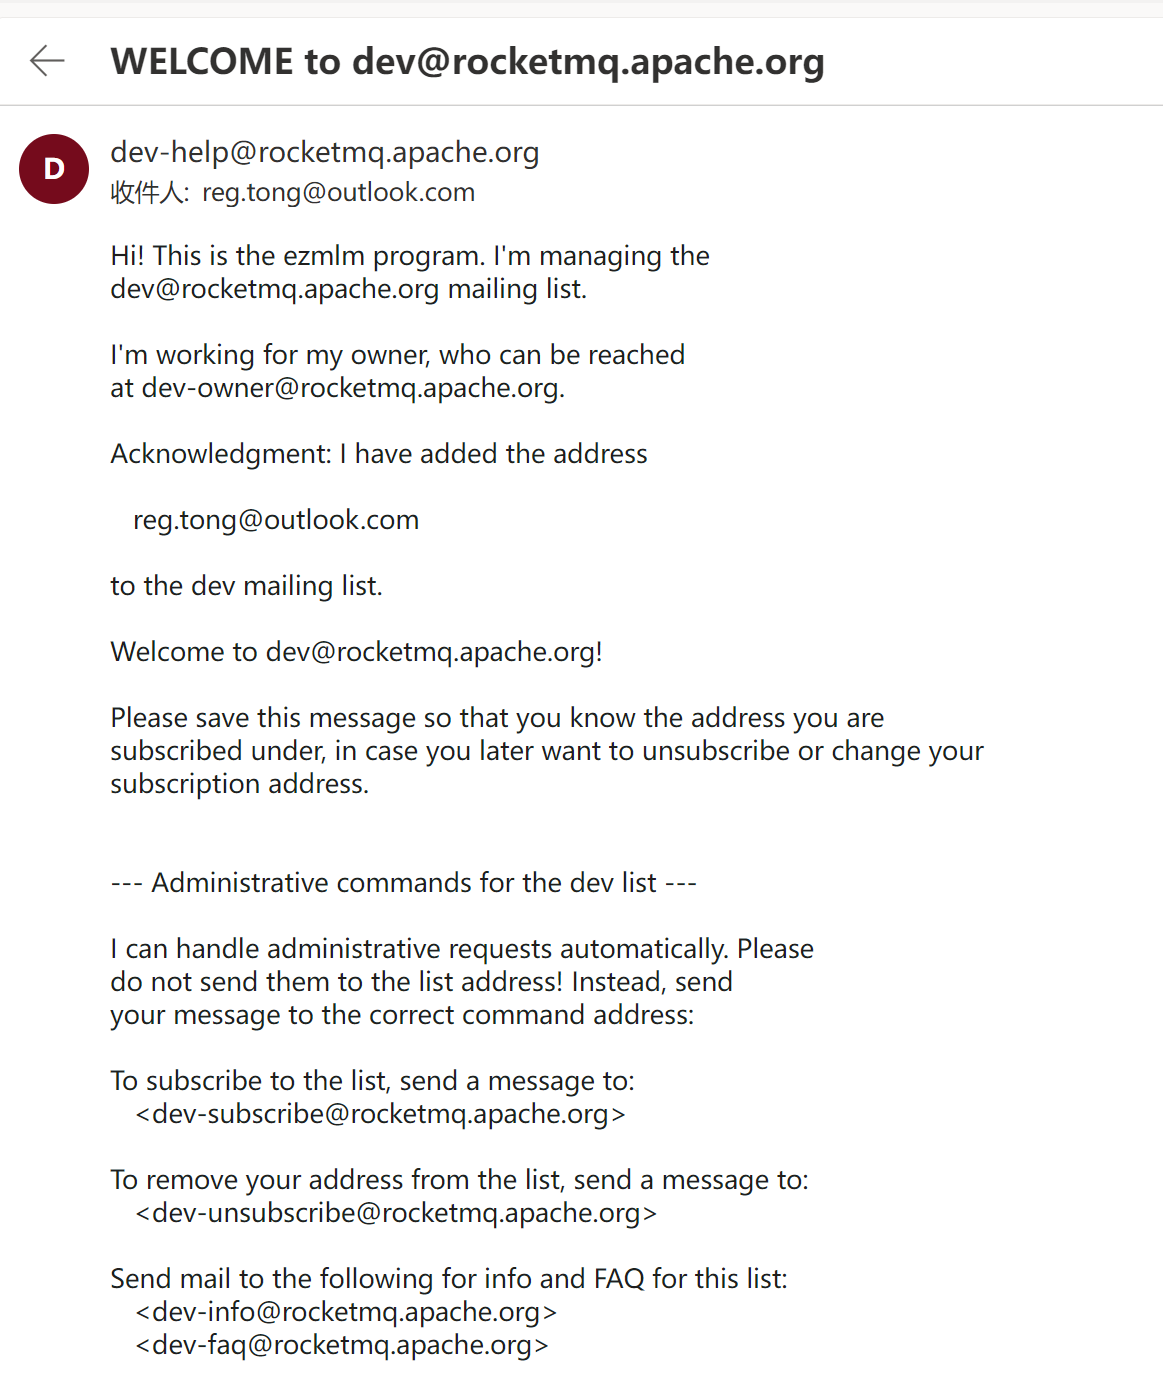 WELCOME to dev@rocketmq.apache.org
D
dev-help@rocketmq.apache.org
收件人: reg.tong@outlook.com
Hi! This is the ezmlm program. I'm managing the
dev@rocketmq.apache.org mailing list.
I'm working for my owner, who can be reached
at dev-owner@rocketmq.apache.org.
Acknowledgment: I have added the address
reg.tong@outlook.com
to the dev mailing list.
Welcome to dev@rocketmq.apache.org!
Please save this message so that you know the address you are
subscribed under, in case you later want to unsubscribe or change your
subscription address.
--- Administrative commands for the dev list ---
I can handle administrative requests automatically. Please
do not send them to the list address! Instead, send
your message to the correct command address:
To subscribe to the list, send a message to:
<dev-subscribe@rocketmq.apache.org>
To remove your address from the list, send a message to:
<dev-unsubscribe@rocketmq.apache.org>
Send mail to the following for info and FAQ for this list:
<dev-info@rocketmq.apache.org>
<dev-faq@rocketmq.apache.org>